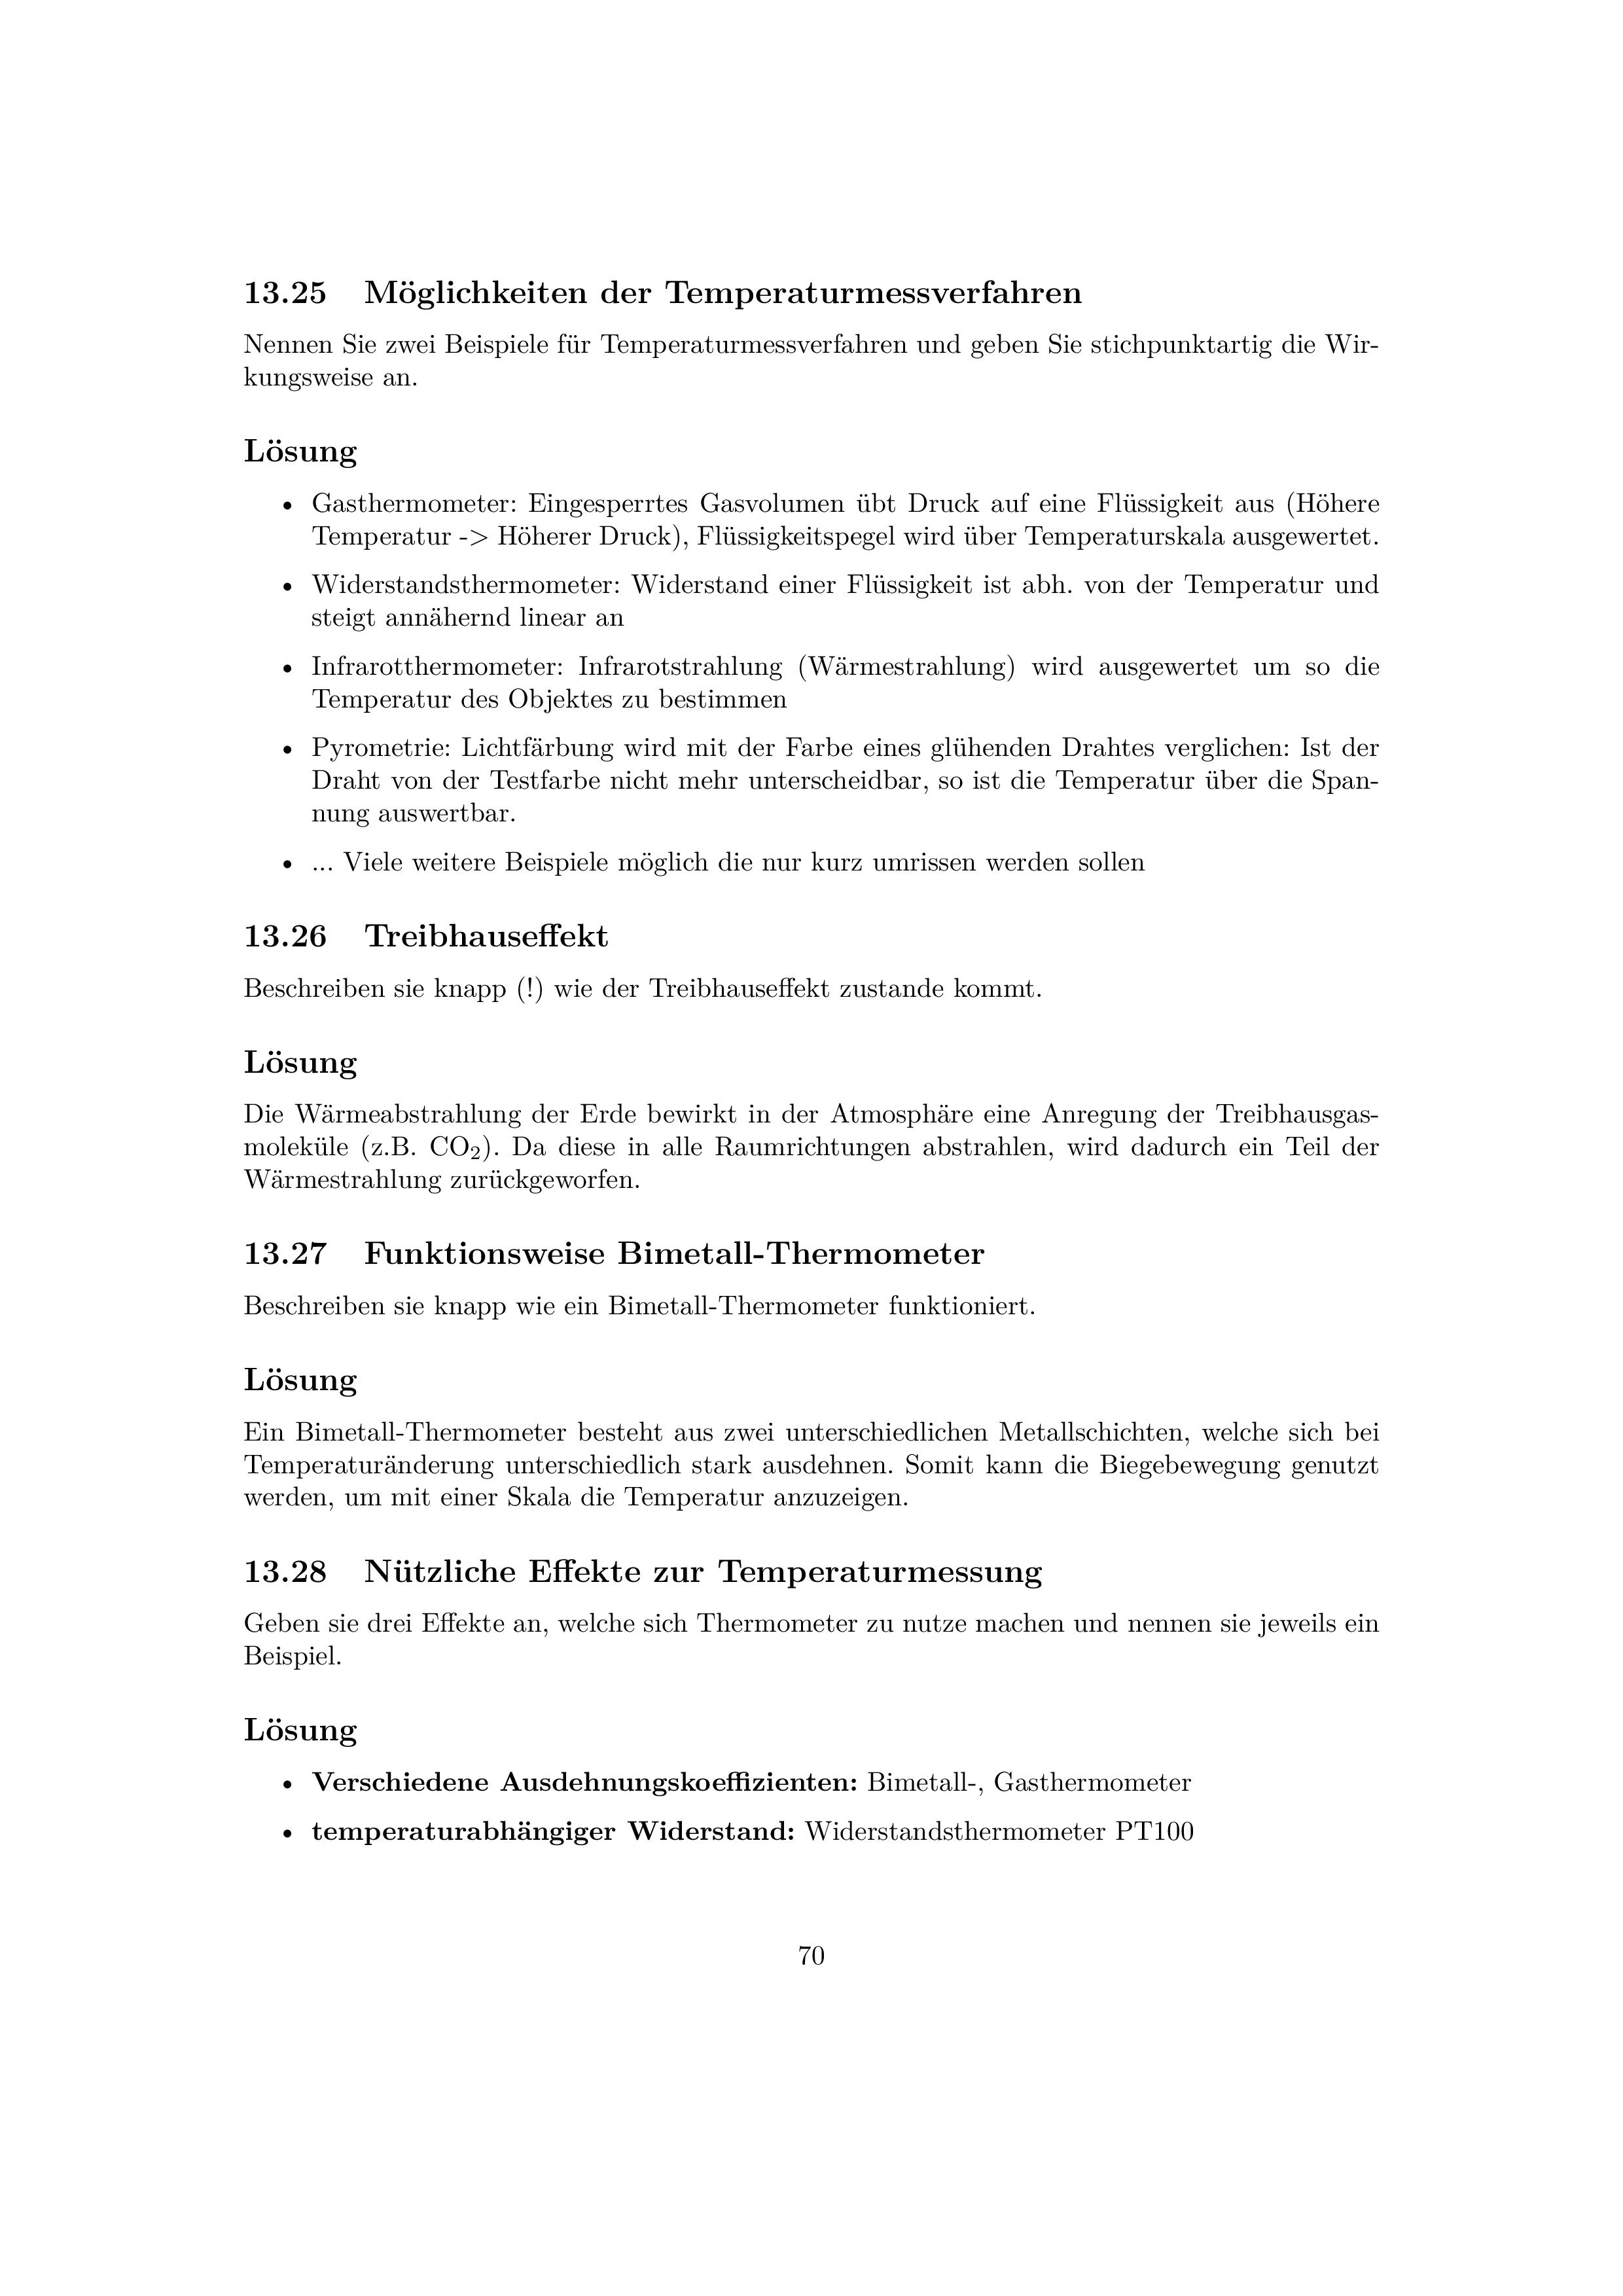 13.25 Möglichkeiten der Temperaturmessverfahren
Nennen Sie zwei Beispiele für Temperaturmessverfahren und geben Sie stichpunktartig die Wir-
kungsweise an.
Lösung
• Gasthermometer: Eingesperrtes Gasvolumen übt Druck auf eine Flüssigkeit aus (Höhere
Temperatur -> Höherer Druck), Flüssigkeitspegel wird über Temperaturskala ausgewertet.
• Widerstandsthermometer: Widerstand einer Flüssigkeit ist abh. von der Temperatur und
steigt annähernd linear an
• Infrarotthermometer: Infrarotstrahlung (Wärmestrahlung) wird ausgewertet um so die
Temperatur des Objektes zu bestimmen
• Pyrometrie: Lichtfärbung wird mit der Farbe eines glühenden Drahtes verglichen: Ist der
Draht von der Testfarbe nicht mehr unterscheidbar, so ist die Temperatur über die Span-
nung auswertbar.
• ... Viele weitere Beispiele möglich die nur kurz umrissen werden sollen
13.26 Treibhauseffekt
Beschreiben sie knapp (!) wie der Treibhauseffekt zustande kommt.
Lösung
Die Wärmeabstrahlung der Erde bewirkt in der Atmosphäre eine Anregung der Treibhausgas-
moleküle (z.B. CO₂). Da diese in alle Raumrichtungen abstrahlen, wird dadurch ein Teil der
Wärmestrahlung zurückgeworfen.
13.27 Funktionsweise Bimetall-Thermometer
Beschreiben sie knapp wie ein Bimetall-Thermometer funktioniert.
Lösung
Ein Bimetall-Thermometer besteht aus zwei unterschiedlichen Metallschichten, welche sich bei
Temperaturänderung unterschiedlich stark ausdehnen. Somit kann die Biegebewegung genutzt
werden, um mit einer Skala die Temperatur anzuzeigen.
13.28 Nützliche Effekte zur Temperaturmessung
Geben sie drei Effekte an, welche sich Thermometer zu nutze machen und nennen sie jeweils ein
Beispiel.
Lösung
• Verschiedene Ausdehnungskoeffizienten: Bimetall-, Gasthermometer
• temperaturabhängiger Widerstand: Widerstandsthermometer PT100
70